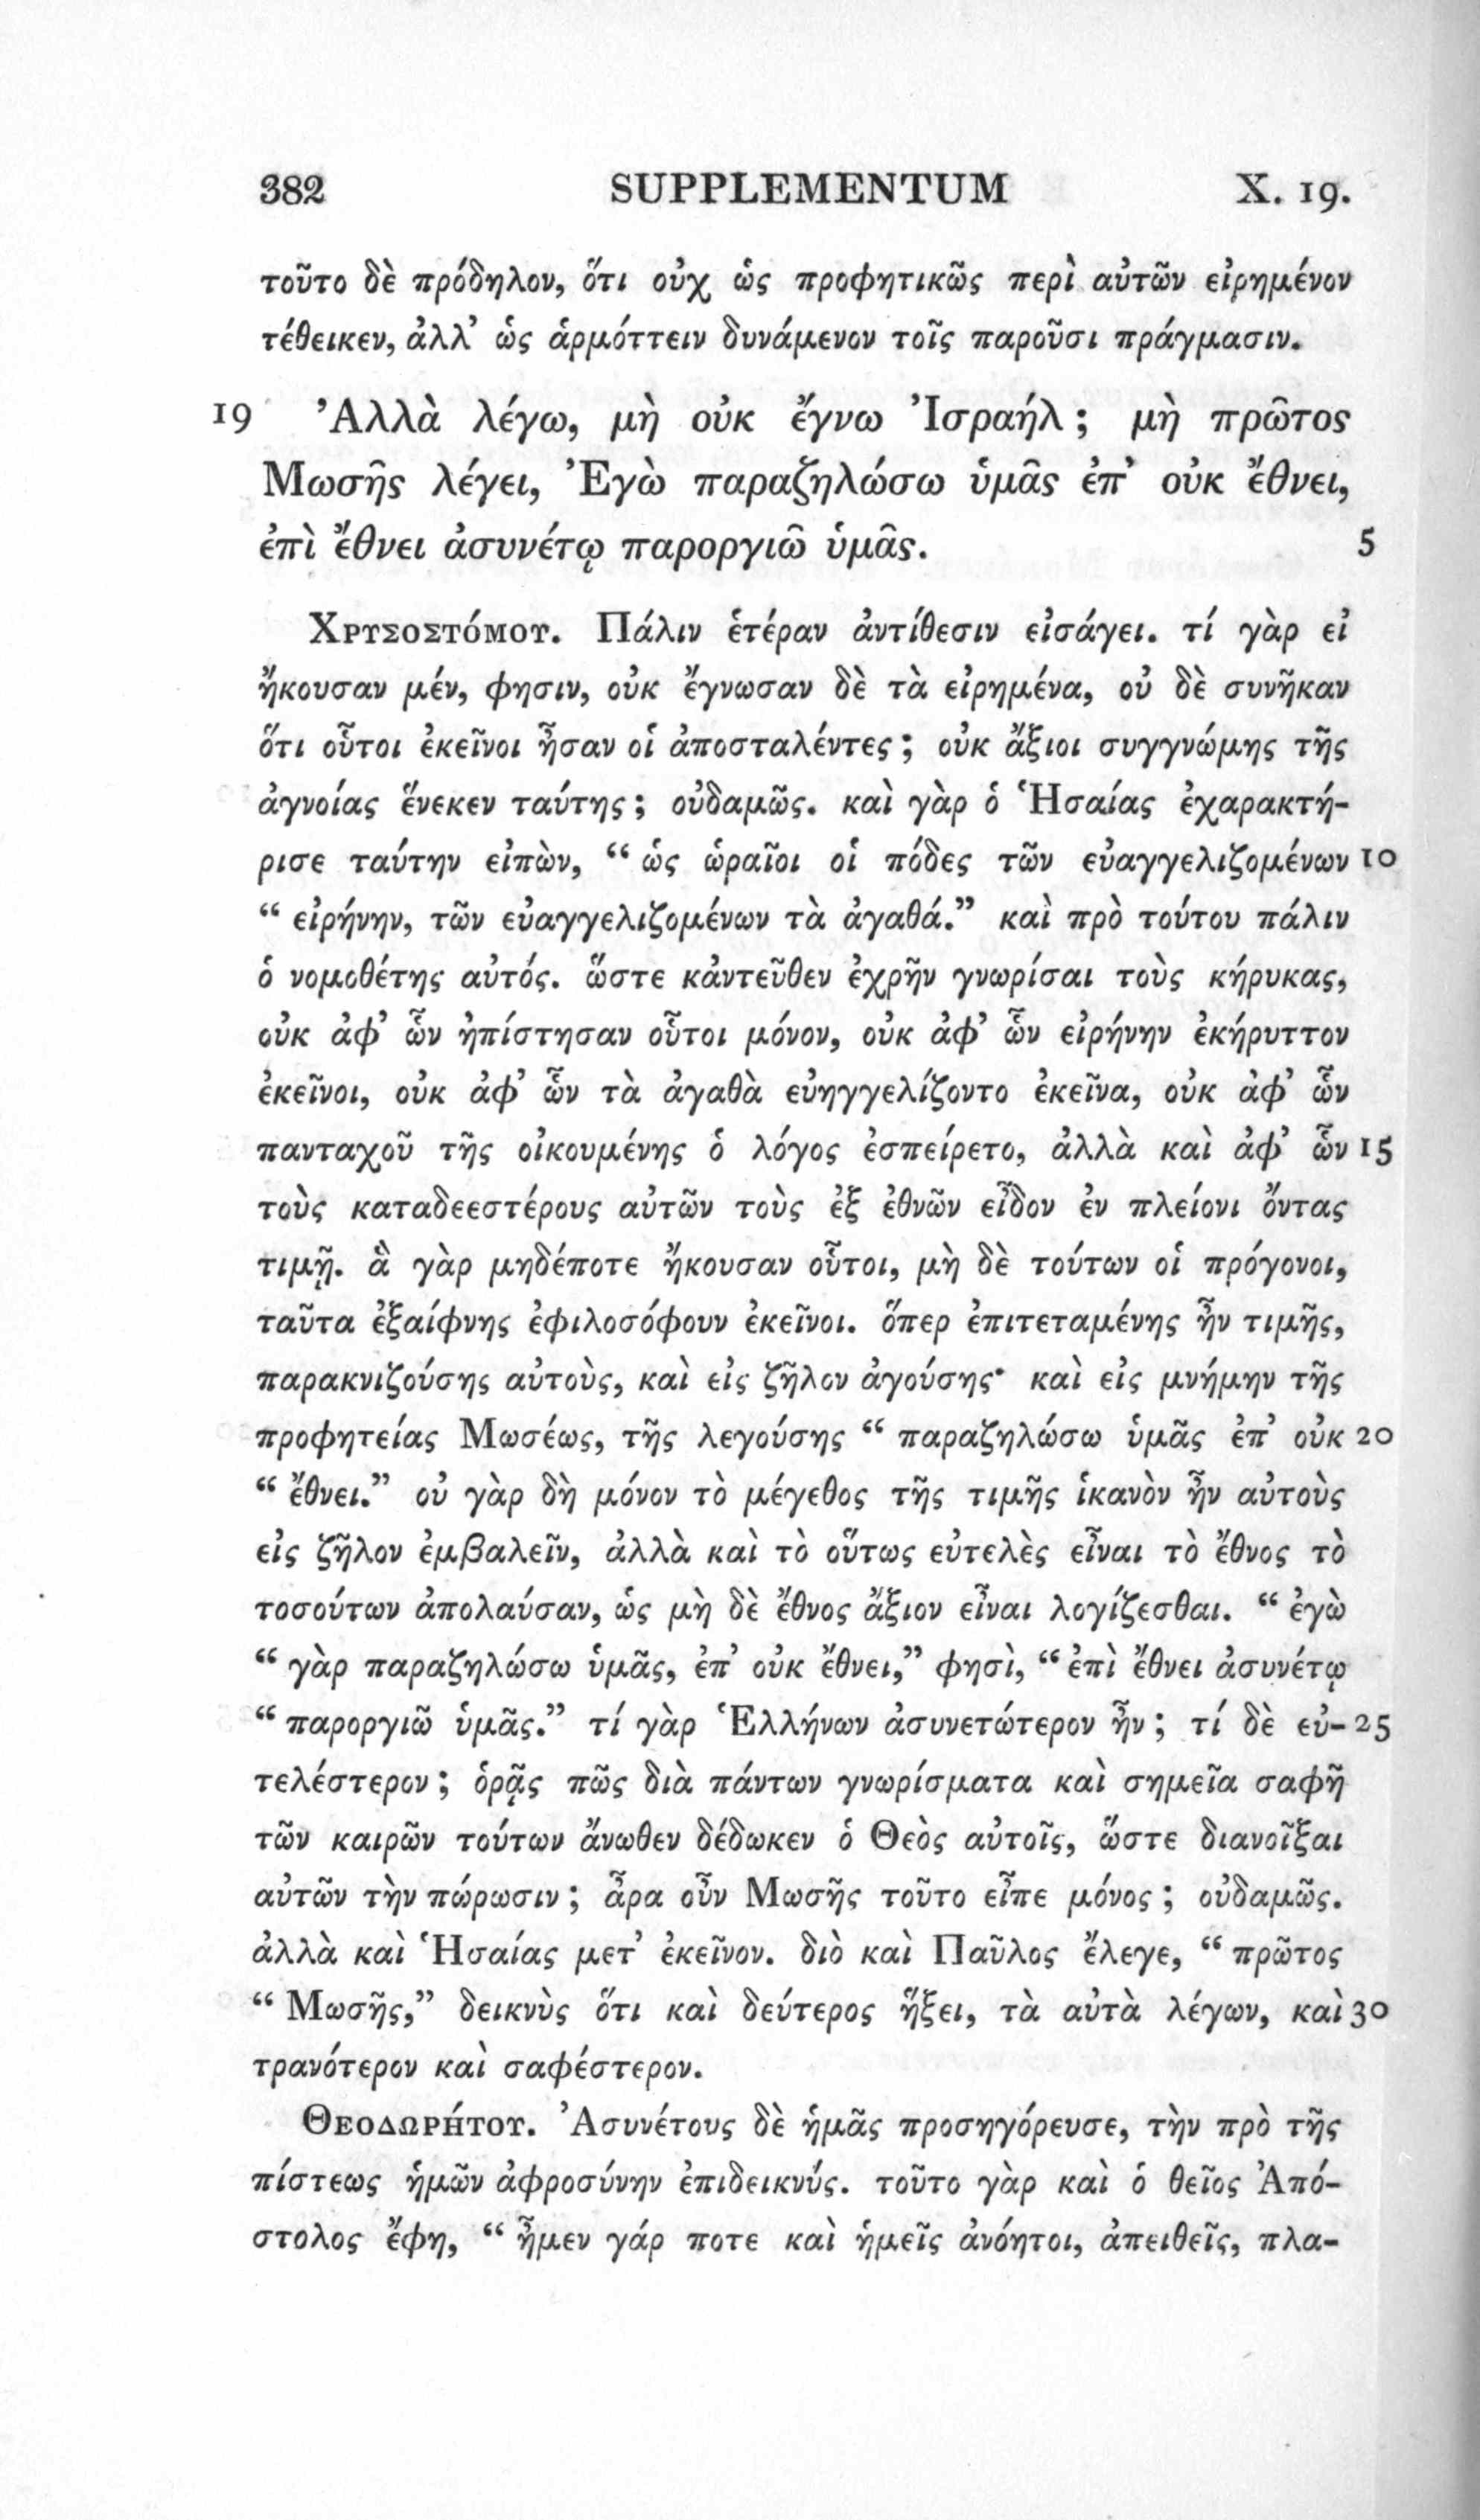 382 SUPPLEMENTUM X. 19.
τοῦτο δὲ πρόδηλον, ὅτι οὐχ ὡς προφητικῶς περὶ αὐτῶν εἰρημένον
τέθεικεν, ἀλλ’ ὡς ἁρμόττειν δυνάμενον τοῖς παροῦσι πράγμασιν.
19 Ἀλλὰ λέγω, μὴ οὐκ ἔγνω Ἰσραήλ; μὴ πρῶτος
Μωσῆς λέγει, Ἐγὼ παραζηλώσω ὑμᾶς ἐπ’ οὐκ ἔθνει,
ἐπὶ ἔθνει ἀσυνέτῳ παροργιῶ ὑμᾶς. 5
Χρυσοστόμου. Πάλιν ἑτέραν ἀντίθεσιν εἰσάγει. τί γὰρ εἰ
ἤκουσαν μέν, φησιν, οὐκ ἔγνωσαν δὲ τὰ εἰρημένα, οὐ δὲ συνῆκαν
ὅτι οὗτοι ἐκεῖνοι ἦσαν οἱ ἀποσταλέντες; οὐκ ἄξιοι συγγνώμης τῆς
ἀγνοίας ἕνεκεν ταύτης; οὐδαμῶς. καὶ γὰρ ὁ Ἡσαίας ἐχαρακτή-
ρισε ταύτην εἰπὼν, “ ὡς ὡραῖοι οἱ πόδες τῶν εὐαγγελιζομένων 10
“ εἰρήνην, τῶν εὐαγγελιζομένων τὰ ἀγαθά.” καὶ πρὸ τούτου πάλιν
ὁ νομοθέτης αὐτός. ὥστε κἀντεῦθεν ἐχρῆν γνωρίσαι τοὺς κήρυκας,
οὐκ ἀφ’ ὧν ἠπίστησαν οὗτοι μόνον, οὐκ ἀφ’ ὧν εἰρήνην ἐκήρυττον
ἐκεῖνοι, οὐκ ἀφ’ ὧν τὰ ἀγαθὰ εὐηγγελίζοντο ἐκεῖνα, οὐκ ἀφ’ ὧν
πανταχοῦ τῆς οἰκουμένης ὁ λόγος ἐσπείρετο, ἀλλὰ καὶ ἀφ’ ὧν 15
τοὺς καταδεεστέρους αὐτῶν τοὺς ἐξ ἐθνῶν εἶδον ἐν πλείονι ὄντας
τιμῇ. ἃ γὰρ μηδέποτε ἤκουσαν οὗτοι, μὴ δὲ τούτων οἱ πρόγονοι,
ταῦτα ἐξαίφνης ἐφιλοσόφουν ἐκεῖνοι. ὅπερ ἐπιτεταμένης ἦν τιμῆς,
παρακνιζούσης αὐτοὺς, καὶ εἰς ζῆλον ἀγούσης· καὶ εἰς μνήμην τῆς
προφητείας Μωσέως, τῆς λεγούσης “ παραζηλώσω ὑμᾶς ἐπ’ οὐκ 20
“ ἔθνει.” οὐ γὰρ δὴ μόνον τὸ μέγεθος τῆς τιμῆς ἱκανὸν ἦν αὐτοὺς
εἰς ζῆλον ἐμβαλεῖν, ἀλλὰ καὶ τὸ οὕτως εὐτελὲς εἶναι τὸ ἔθνος τὸ
τοσούτων ἀπολαύσαν, ὡς μὴ δὲ ἔθνος ἄξιον εἶναι λογίζεσθαι. “ ἐγὼ
“ γὰρ παραζηλώσω ὑμᾶς, ἐπ’ οὐκ ἔθνει,” φησὶ, “ ἐπὶ ἔθνει ἀσυνέτῳ
“ παροργιῶ ὑμᾶς.” τί γὰρ Ἑλλήνων ἀσυνετώτερον ἦν; τί δὲ εὐ- 25
τελέστερον; ὁρᾷς πῶς διὰ πάντων γνωρίσματα καὶ σημεῖα σαφῆ
τῶν καιρῶν τούτων ἄνωθεν δέδωκεν ὁ Θεὸς αὐτοῖς, ὥστε διανοῖξαι
αὐτῶν τὴν πώρωσιν; ἆρα οὖν Μωσῆς τοῦτο εἶπε μόνος; οὐδαμῶς.
ἀλλὰ καὶ Ἡσαίας μετ’ ἐκεῖνον. διὸ καὶ Παῦλος ἔλεγε, “ πρῶτος
“ Μωσῆς,” δεικνὺς ὅτι καὶ δεύτερος ἥξει, τὰ αὐτὰ λέγων, καὶ 30
τρανότερον καὶ σαφέστερον.
Θεοδωρήτου. Ἀσυνέτους δὲ ἡμᾶς προσηγόρευσε, τὴν πρὸ τῆς
πίστεως ἡμῶν ἀφροσύνην ἐπιδεικνύς. τοῦτο γὰρ καὶ ὁ θεῖος Ἀπό-
στολος ἔφη, “ ἦμεν γάρ ποτε καὶ ἡμεῖς ἀνόητοι, ἀπειθεῖς, πλα-